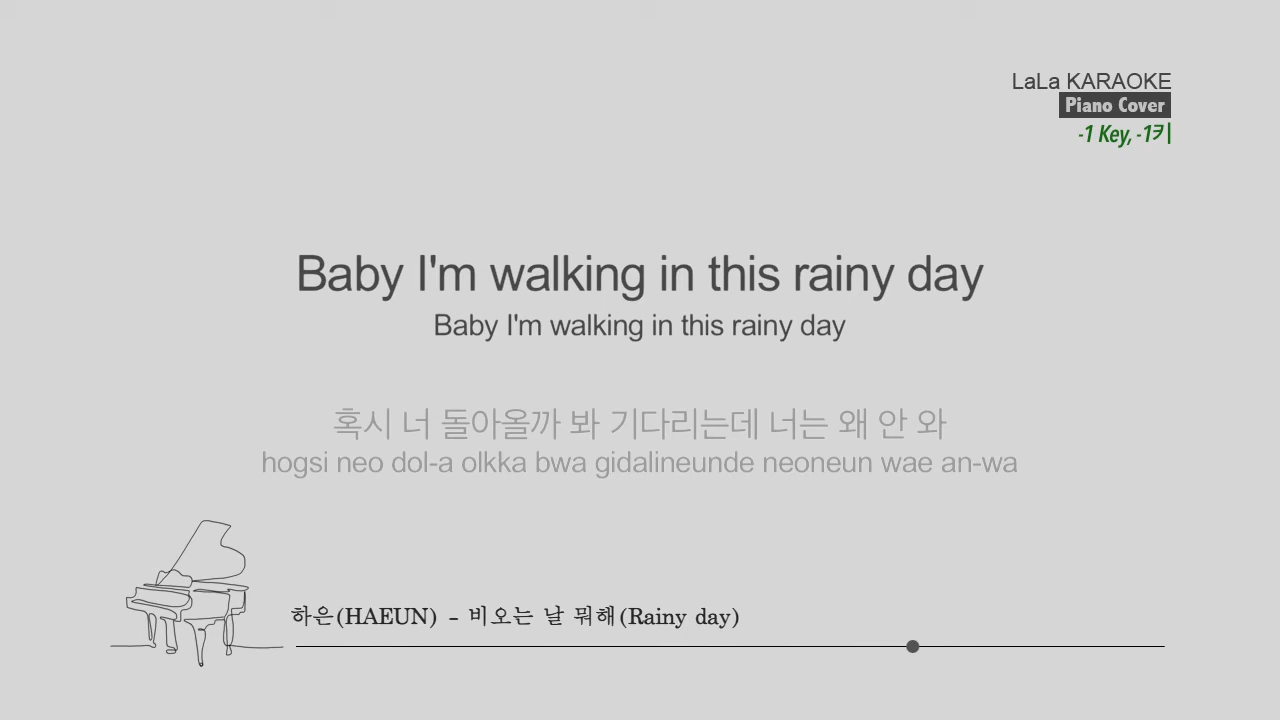 LaLa KARAOKE
Piano Cover
-1 Key, -1키
Baby I'm walking in this rainy day
Baby I'm walking in this rainy day
혹시 너 돌아올까 봐 기다리는데 너는 왜 안 와
hogsi neo dol-a olkka bwa gidalineunde neoneun wae an-wa
하은(HAEUN) - 비오는 날 뭐해(Rainy day)